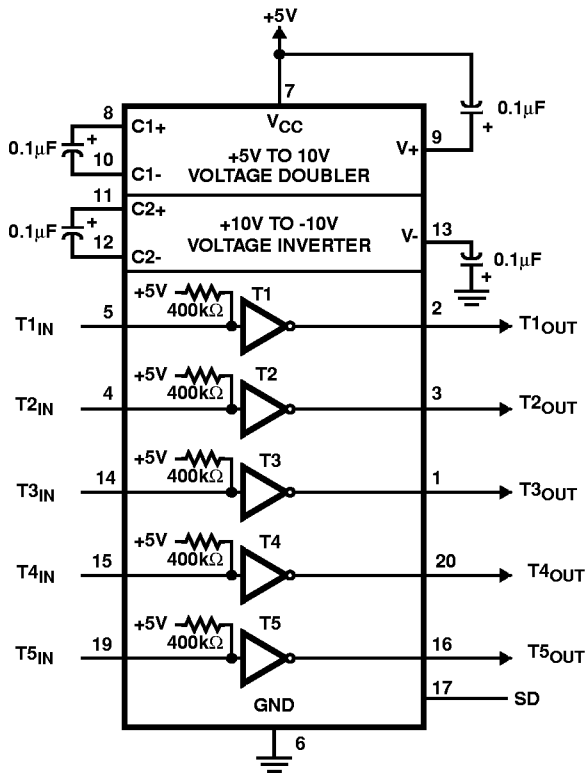 +5V
7
8
C1+
VCC
0.1µF
+
10
C1-
+5V TO 10V
VOLTAGE DOUBLER
9
V+
0.1µF
+
11
C2+
0.1µF
+
12
C2-
+10V TO -10V
VOLTAGE INVERTER
13
V-
0.1µF
+
+5V
400kΩ
T1
T1IN
5
2
T1OUT
+5V
400kΩ
T2
T2IN
4
3
T2OUT
+5V
400kΩ
T3
T3IN
14
1
T3OUT
+5V
400kΩ
T4
T4IN
15
20
T4OUT
+5V
400kΩ
T5
T5IN
19
16
T5OUT
17
SD
GND
6